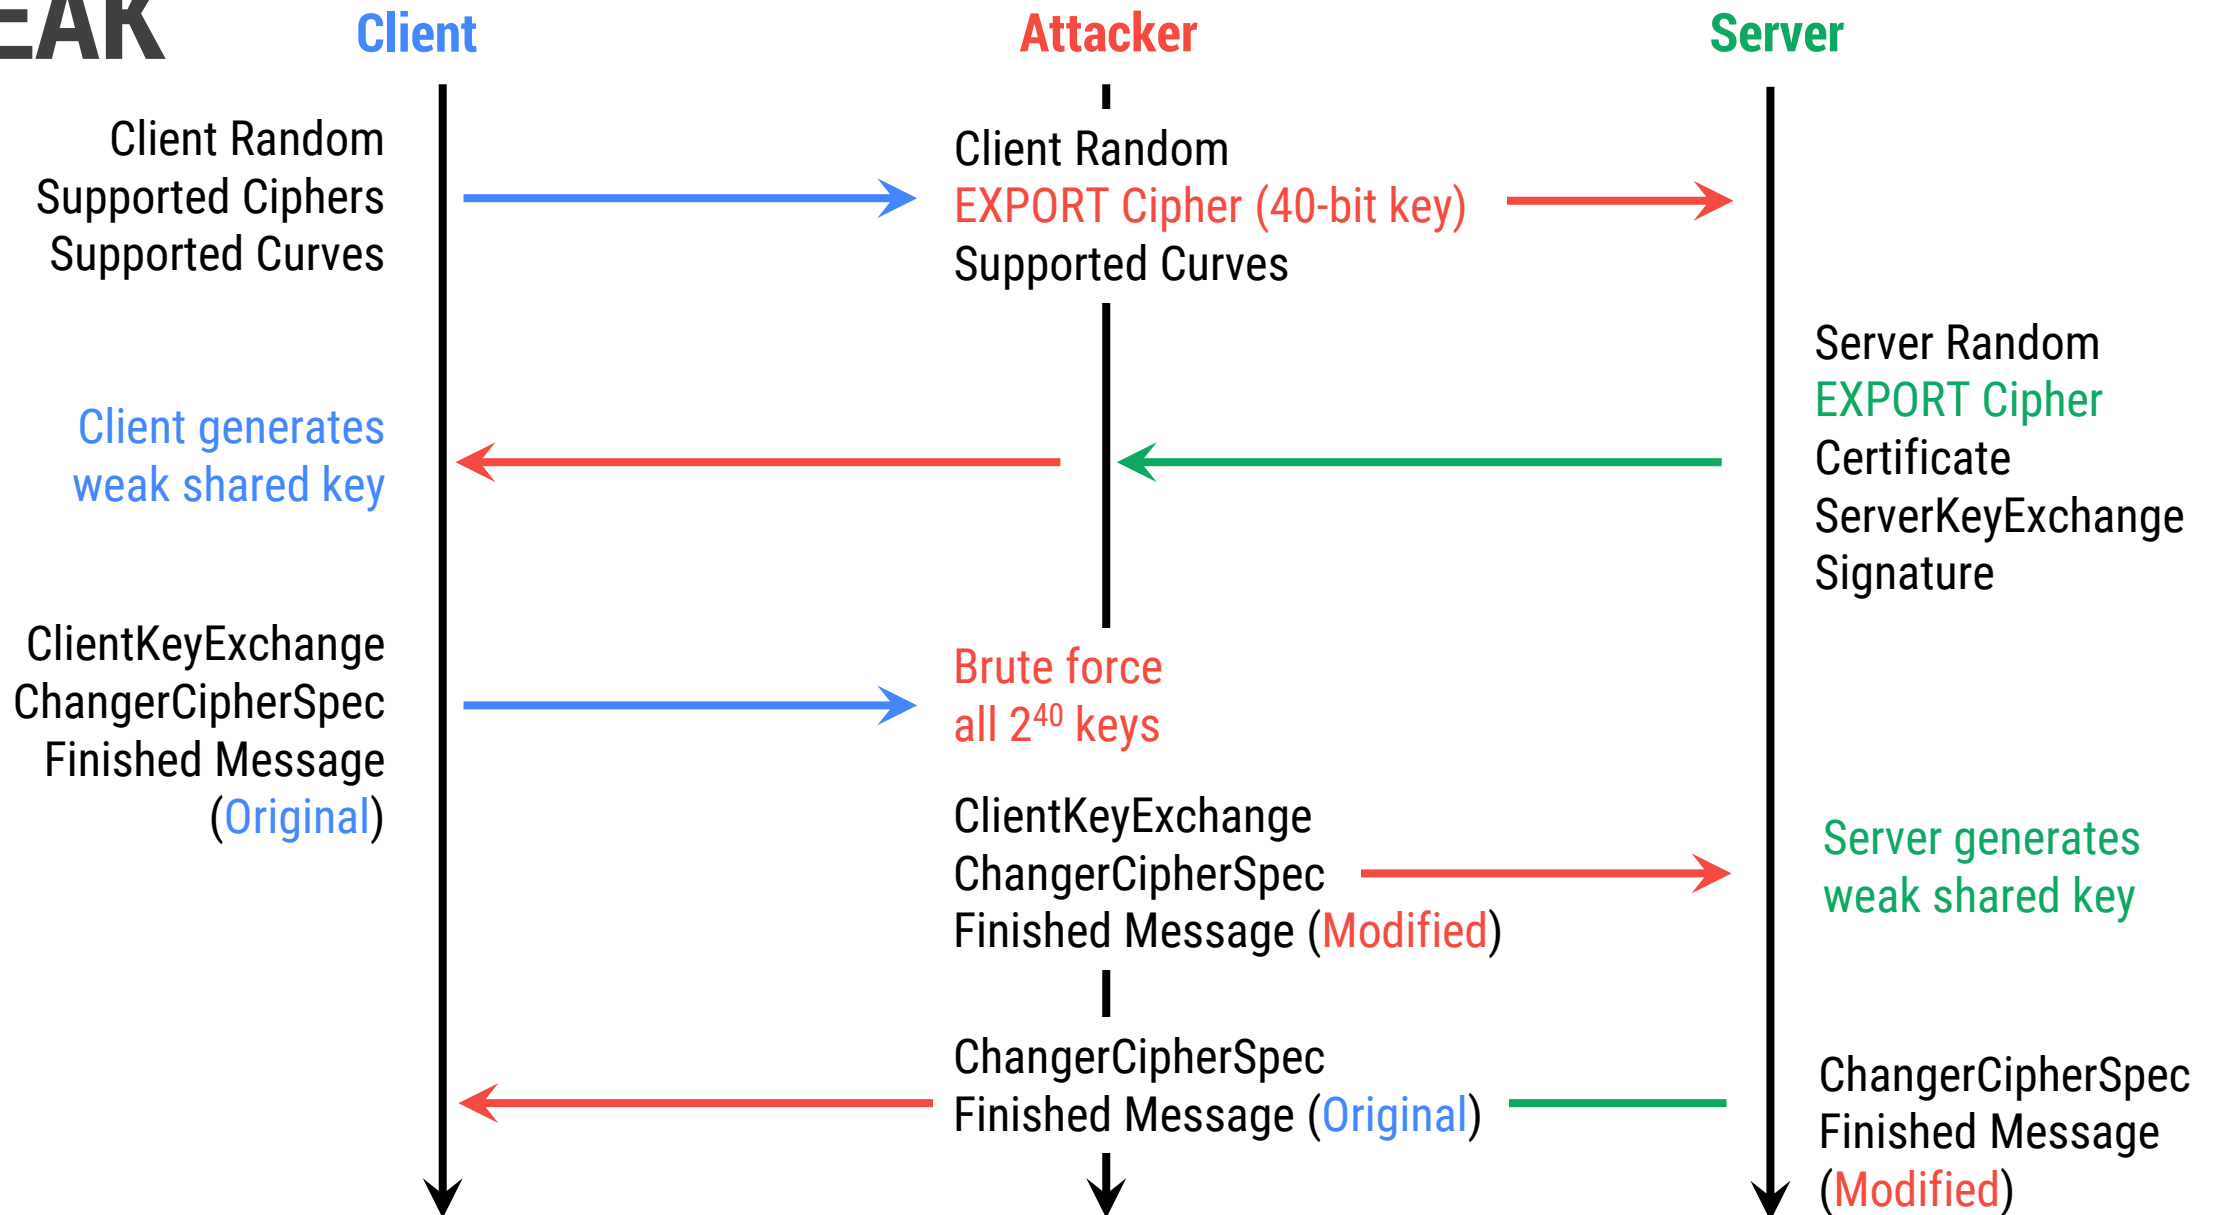 EAK
Client
Attacker
Server
Client Random
Supported Ciphers
Supported Curves
Client Random
EXPORT Cipher (40-bit key)
Supported Curves
Server Random
EXPORT Cipher
Certificate
ServerKeyExchange
Signature
Client generates
weak shared key
ClientKeyExchange
ChangerCipherSpec
Finished Message
(Original)
Brute force
all 2⁴⁰ keys
ClientKeyExchange
ChangerCipherSpec
Finished Message (Modified)
Server generates
weak shared key
ChangerCipherSpec
Finished Message (Original)
ChangerCipherSpec
Finished Message
(Modified)